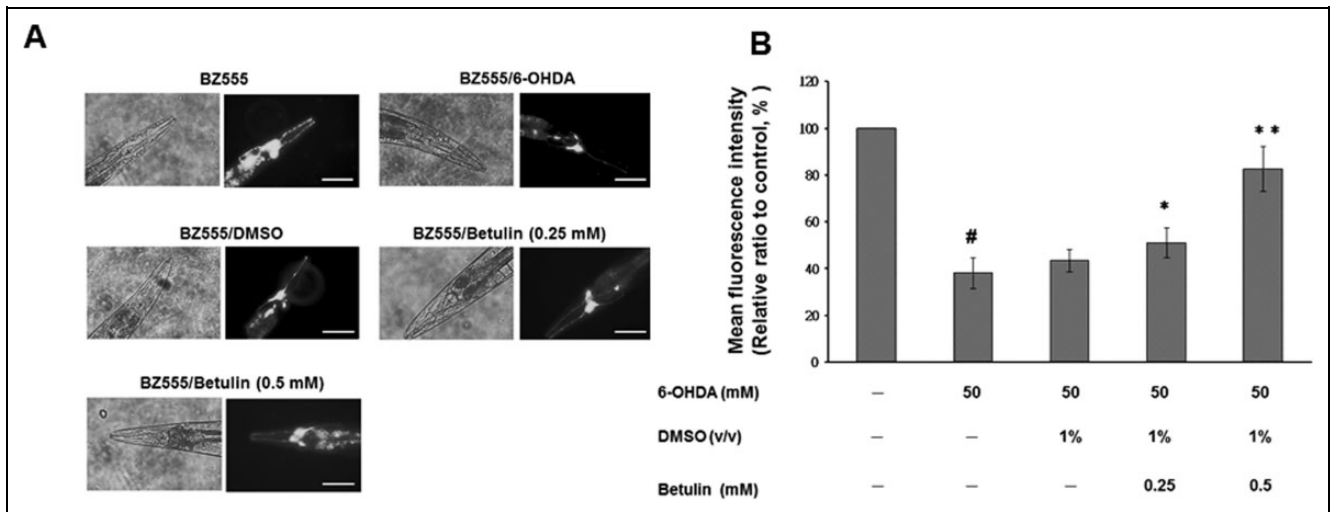 A
BZ555
BZ555/6-OHDA
BZ555/DMSO
BZ555/Betulin (0.25 mM)
BZ555/Betulin (0.5 mM)
B
Mean fluorescence intensity
(Relative ratio to control, % )
120
100
80
60
40
20
0
#
*
**
6-OHDA (mM) — 50 50 50 50
DMSO (v/v) — — 1% 1% 1%
Betulin (mM) — — — 0.25 0.5